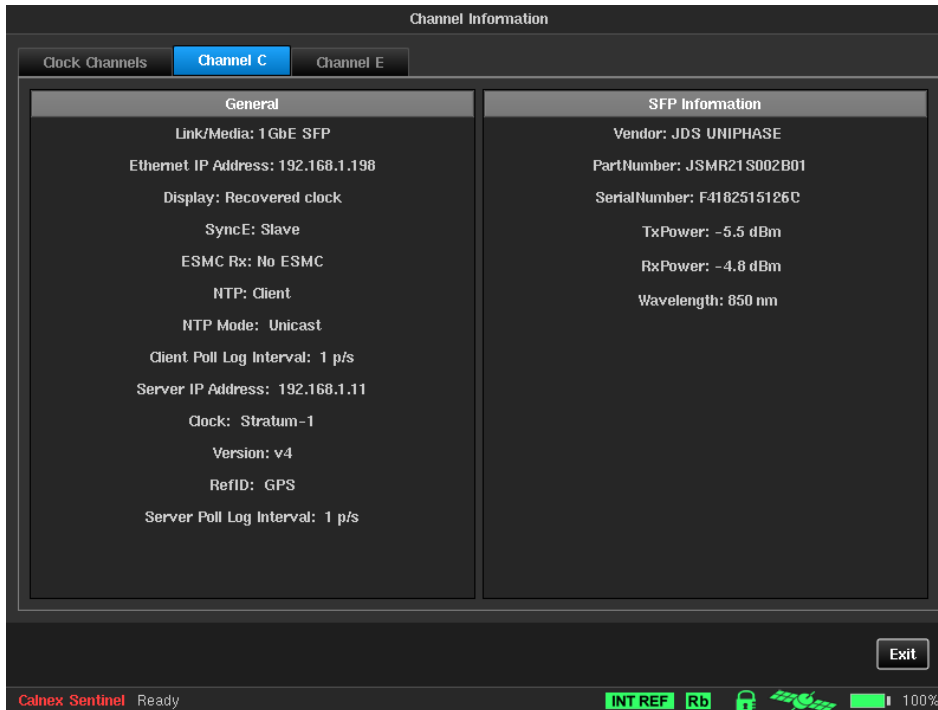 Channel Information
Clock Channels Channel C Channel E
General
Link/Media: 1GbE SFP
Ethernet IP Address: 192.168.1.198
Display: Recovered clock
SyncE: Slave
ESMC Rx: No ESMC
NTP: Client
NTP Mode: Unicast
Client Poll Log Interval: 1 p/s
Server IP Address: 192.168.1.11
Clock: Stratum-1
Version: v4
RefID: GPS
Server Poll Log Interval: 1 p/s
SFP Information
Vendor: JDS UNIPHASE
PartNumber: JSMR21S002B01
SerialNumber: F4182515126C
TxPower: -5.5 dBm
RxPower: -4.8 dBm
Wavelength: 850 nm
Exit
Calnex Sentinel Ready INT REF Rb 100%